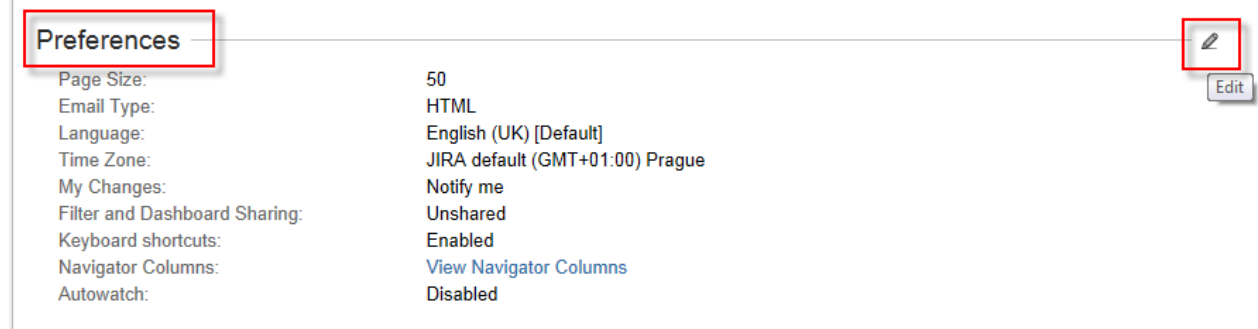 Preferences
Edit
Page Size: 50
Email Type: HTML
Language: English (UK) [Default]
Time Zone: JIRA default (GMT+01:00) Prague
My Changes: Notify me
Filter and Dashboard Sharing: Unshared
Keyboard shortcuts: Enabled
Navigator Columns: View Navigator Columns
Autowatch: Disabled